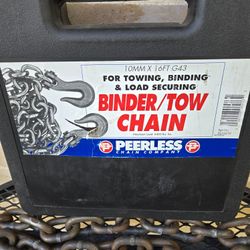 10MM X 16FT G43
FOR TOWING, BINDING
& LOAD SECURING
BINDER/TOW
CHAIN
PEERLESS
CHAIN COMPANY